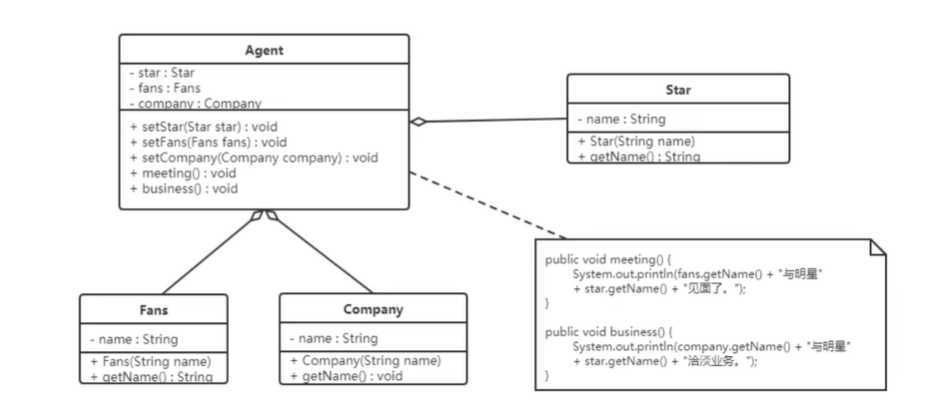 Agent
- star : Star
- fans : Fans
- company : Company
+ setStar(Star star) : void
+ setFans(Fans fans) : void
+ setCompany(Company company) : void
+ meeting() : void
+ business() : void
Star
- name : String
+ Star(String name)
+ getName() : String
Fans
- name : String
+ Fans(String name)
+ getName() : String
Company
- name : String
+ Company(String name)
+ getName() : void
public void meeting() {
System.out.println(fans.getName() + "与明星"
+ star.getName() + "见面了。");
}
public void business() {
System.out.println(company.getName() + "与明星"
+ star.getName() + "洽淡业务。");
}